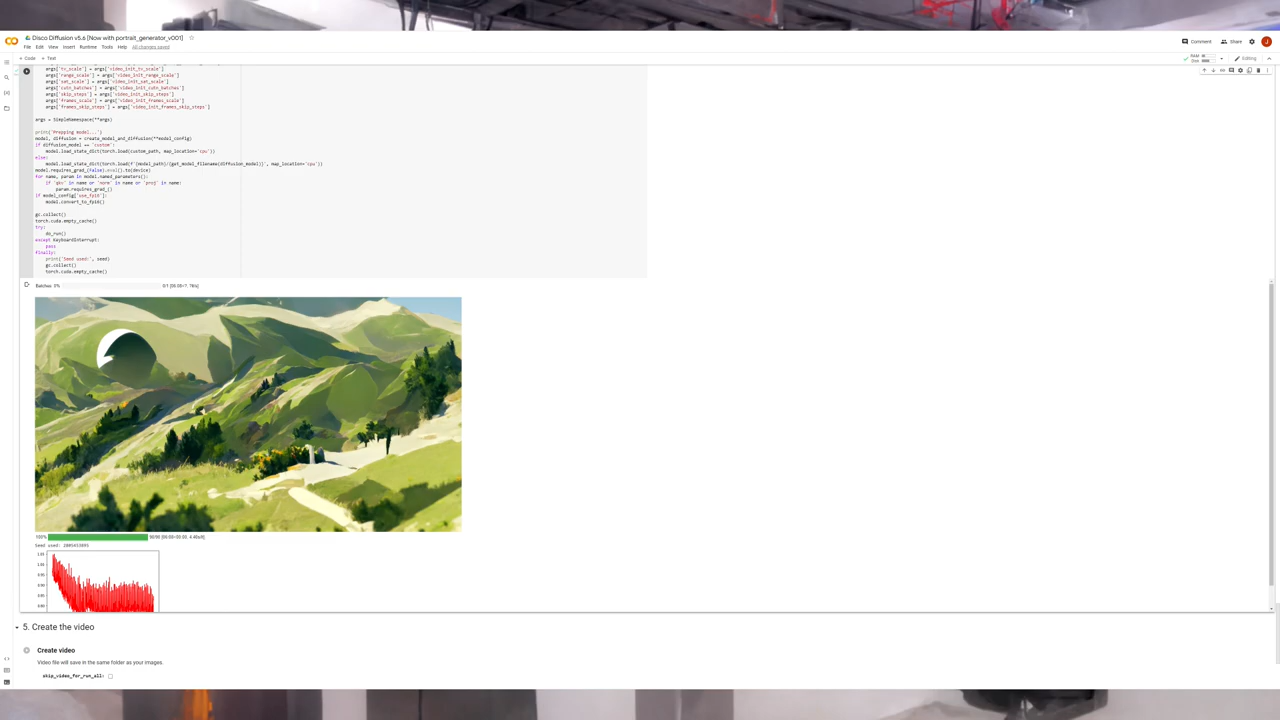 Disco Diffusion v5.6 [Now with portrait_generator_v001]
File Edit View Insert Runtime Tools Help All changes saved
Comment Share J
+ Code + Text
RAM
Disk
Editing
args['tv_scale'] = args['video_init_tv_scale']
args['range_scale'] = args['video_init_range_scale']
args['sat_scale'] = args['video_init_sat_scale']
args['cutn_batches'] = args['video_init_cutn_batches']
args['skip_steps'] = args['video_init_skip_steps']
args['frames_scale'] = args['video_init_frames_scale']
args['frames_skip_steps'] = args['video_init_frames_skip_steps']
args = SimpleNamespace(**args)
print('Prepping model...')
model, diffusion = create_model_and_diffusion(**model_config)
if diffusion_model == 'custom':
model.load_state_dict(torch.load(custom_path, map_location='cpu'))
else:
model.load_state_dict(torch.load(f'{model_path}/{get_model_filename(diffusion_model)}', map_location='cpu'))
model.requires_grad_(False).eval().to(device)
for name, param in model.named_parameters():
if 'qkv' in name or 'norm' in name or 'proj' in name:
param.requires_grad_()
if model_config['use_fp16']:
model.convert_to_fp16()
gc.collect()
torch.cuda.empty_cache()
try:
do_run()
except KeyboardInterrupt:
pass
finally:
print('Seed used:', seed)
gc.collect()
torch.cuda.empty_cache()
Batches: 0%
100%
Seed used:
5. Create the video
Create video
Video file will save in the same folder as your images.
skip_video_for_run_all: